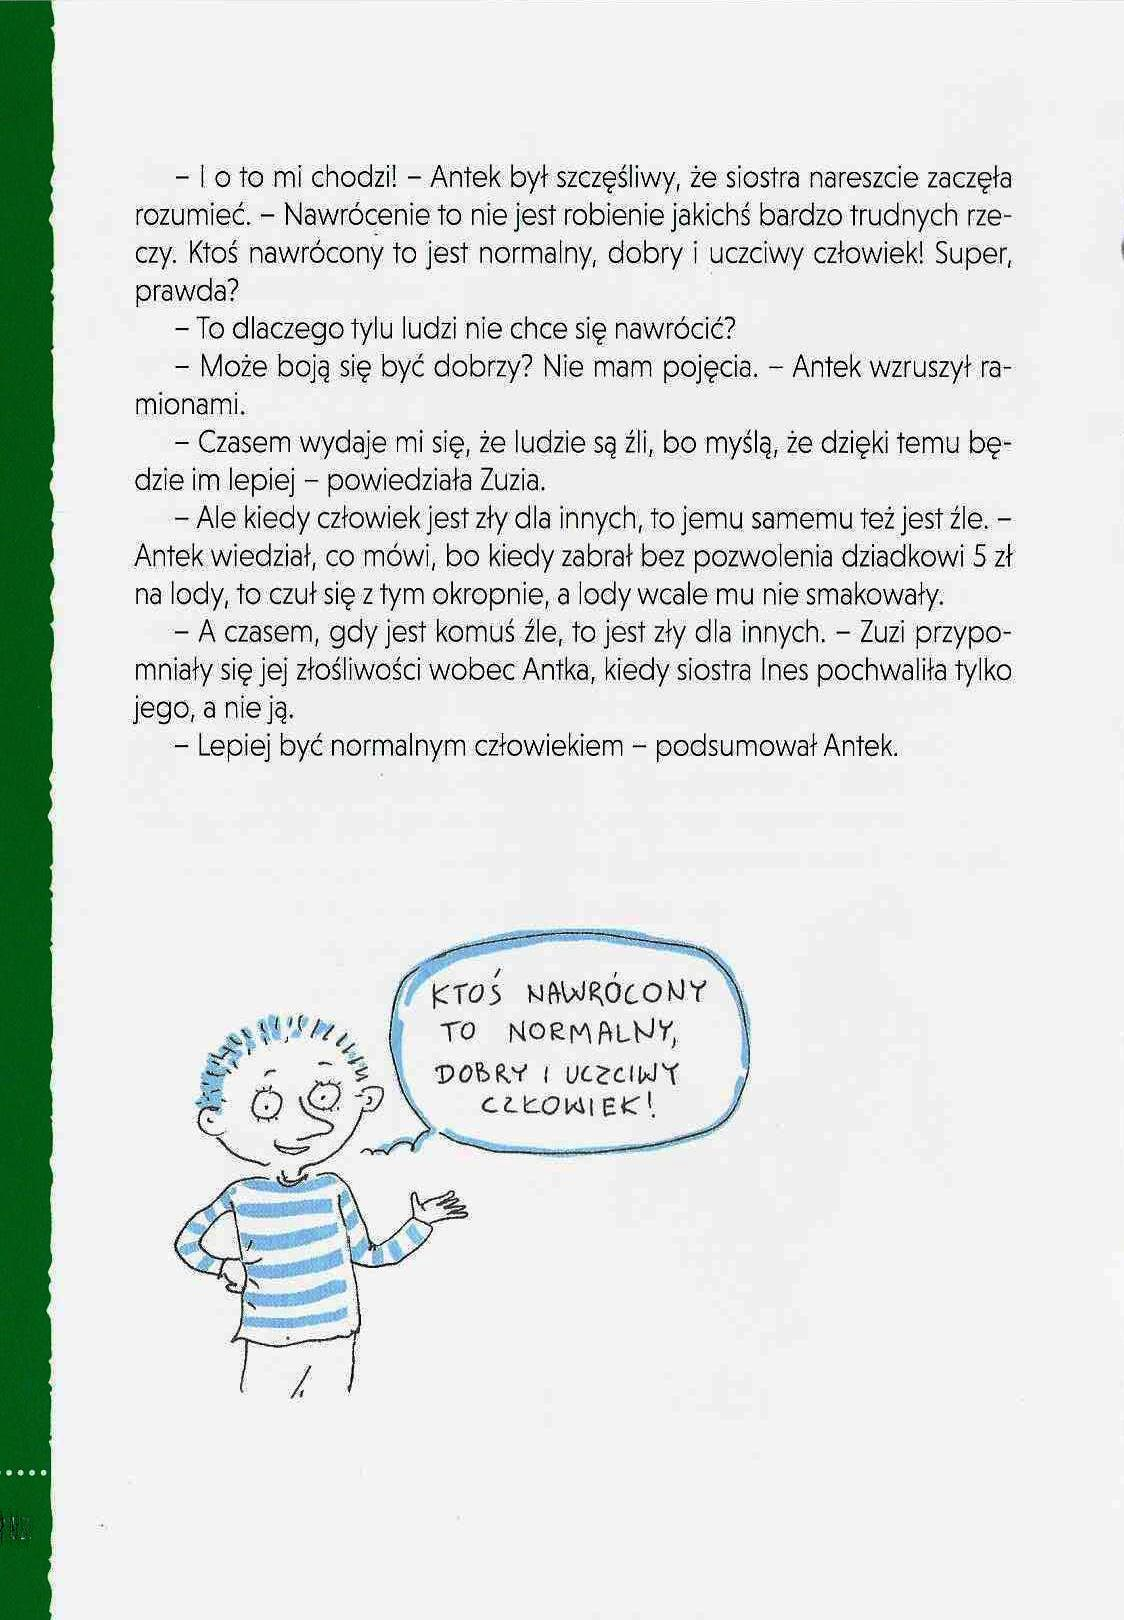 – I o to mi chodzi! – Antek był szczęśliwy, że siostra nareszcie zaczęła
rozumieć. – Nawrócenie to nie jest robienie jakichś bardzo trudnych rze-
czy. Ktoś nawrócony to jest normalny, dobry i uczciwy człowiek! Super,
prawda?
– To dlaczego tylu ludzi nie chce się nawrócić?
– Może boją się być dobrzy? Nie mam pojęcia. – Antek wzruszył ra-
mionami.
– Czasem wydaje mi się, że ludzie są źli, bo myślą, że dzięki temu bę-
dzie im lepiej – powiedziała Zuzia.
– Ale kiedy człowiek jest zły dla innych, to jemu samemu też jest źle. –
Antek wiedział, co mówi, bo kiedy zabrał bez pozwolenia dziadkowi 5 zł
na lody, to czuł się z tym okropnie, a lody wcale mu nie smakowały.
– A czasem, gdy jest komuś źle, to jest zły dla innych. – Zuzi przypo-
mniały się jej złośliwości wobec Antka, kiedy siostra Ines pochwaliła tylko
jego, a nie ją.
– Lepiej być normalnym człowiekiem – podsumował Antek.
KTOŚ NAWRÓCONY
TO NORMALNY,
DOBRY I UCZCIWY
CZŁOWIEK!